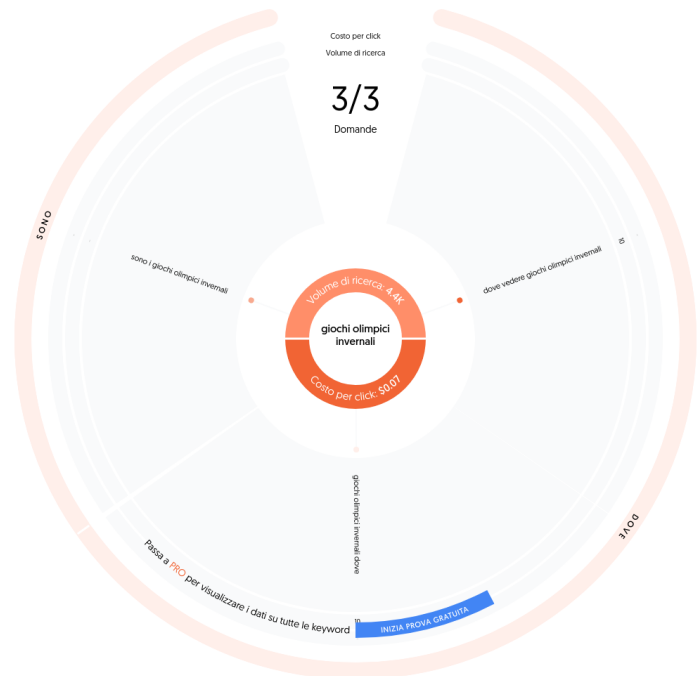 Costo per click
Volume di ricerca
3/3
Domande
SONO
sono i giochi olimpici invernali
dove vedere giochi olimpici invernali
10
Volume di ricerca: 4.4K
giochi olimpici
invernali
Costo per click: $0.07
giochi olimpici invernali dove
10
DOVE
Passa a PRO per visualizzare i dati su tutte le keyword
INIZIA PROVA GRATUITA